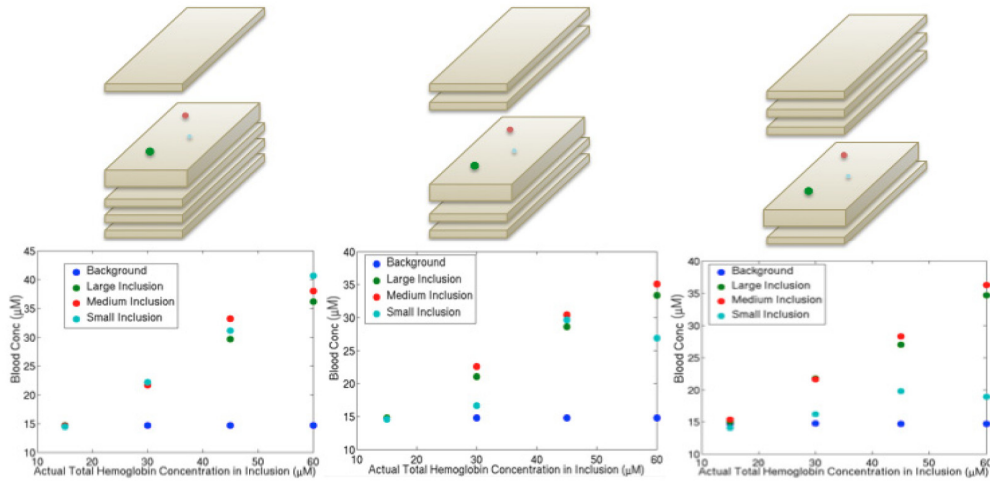 45
40
35
30
25
20
15
10
Blood Conc (μM)
Background
Large Inclusion
Medium Inclusion
Small Inclusion
10 20 30 40 50 60
Actual Total Hemoglobin Concentration in Inclusion (μM)
40
35
30
25
20
15
10
Blood Conc (μM)
Background
Large Inclusion
Medium Inclusion
Small Inclusion
10 20 30 40 50 60
Actual Total Hemoglobin Concentration in Inclusion (μM)
40
35
30
25
20
15
10
Blood Conc (μM)
Background
Large Inclusion
Medium Inclusion
Small Inclusion
10 20 30 40 50 60
Actual Total Hemoglobin Concentration in Inclusion (μM)